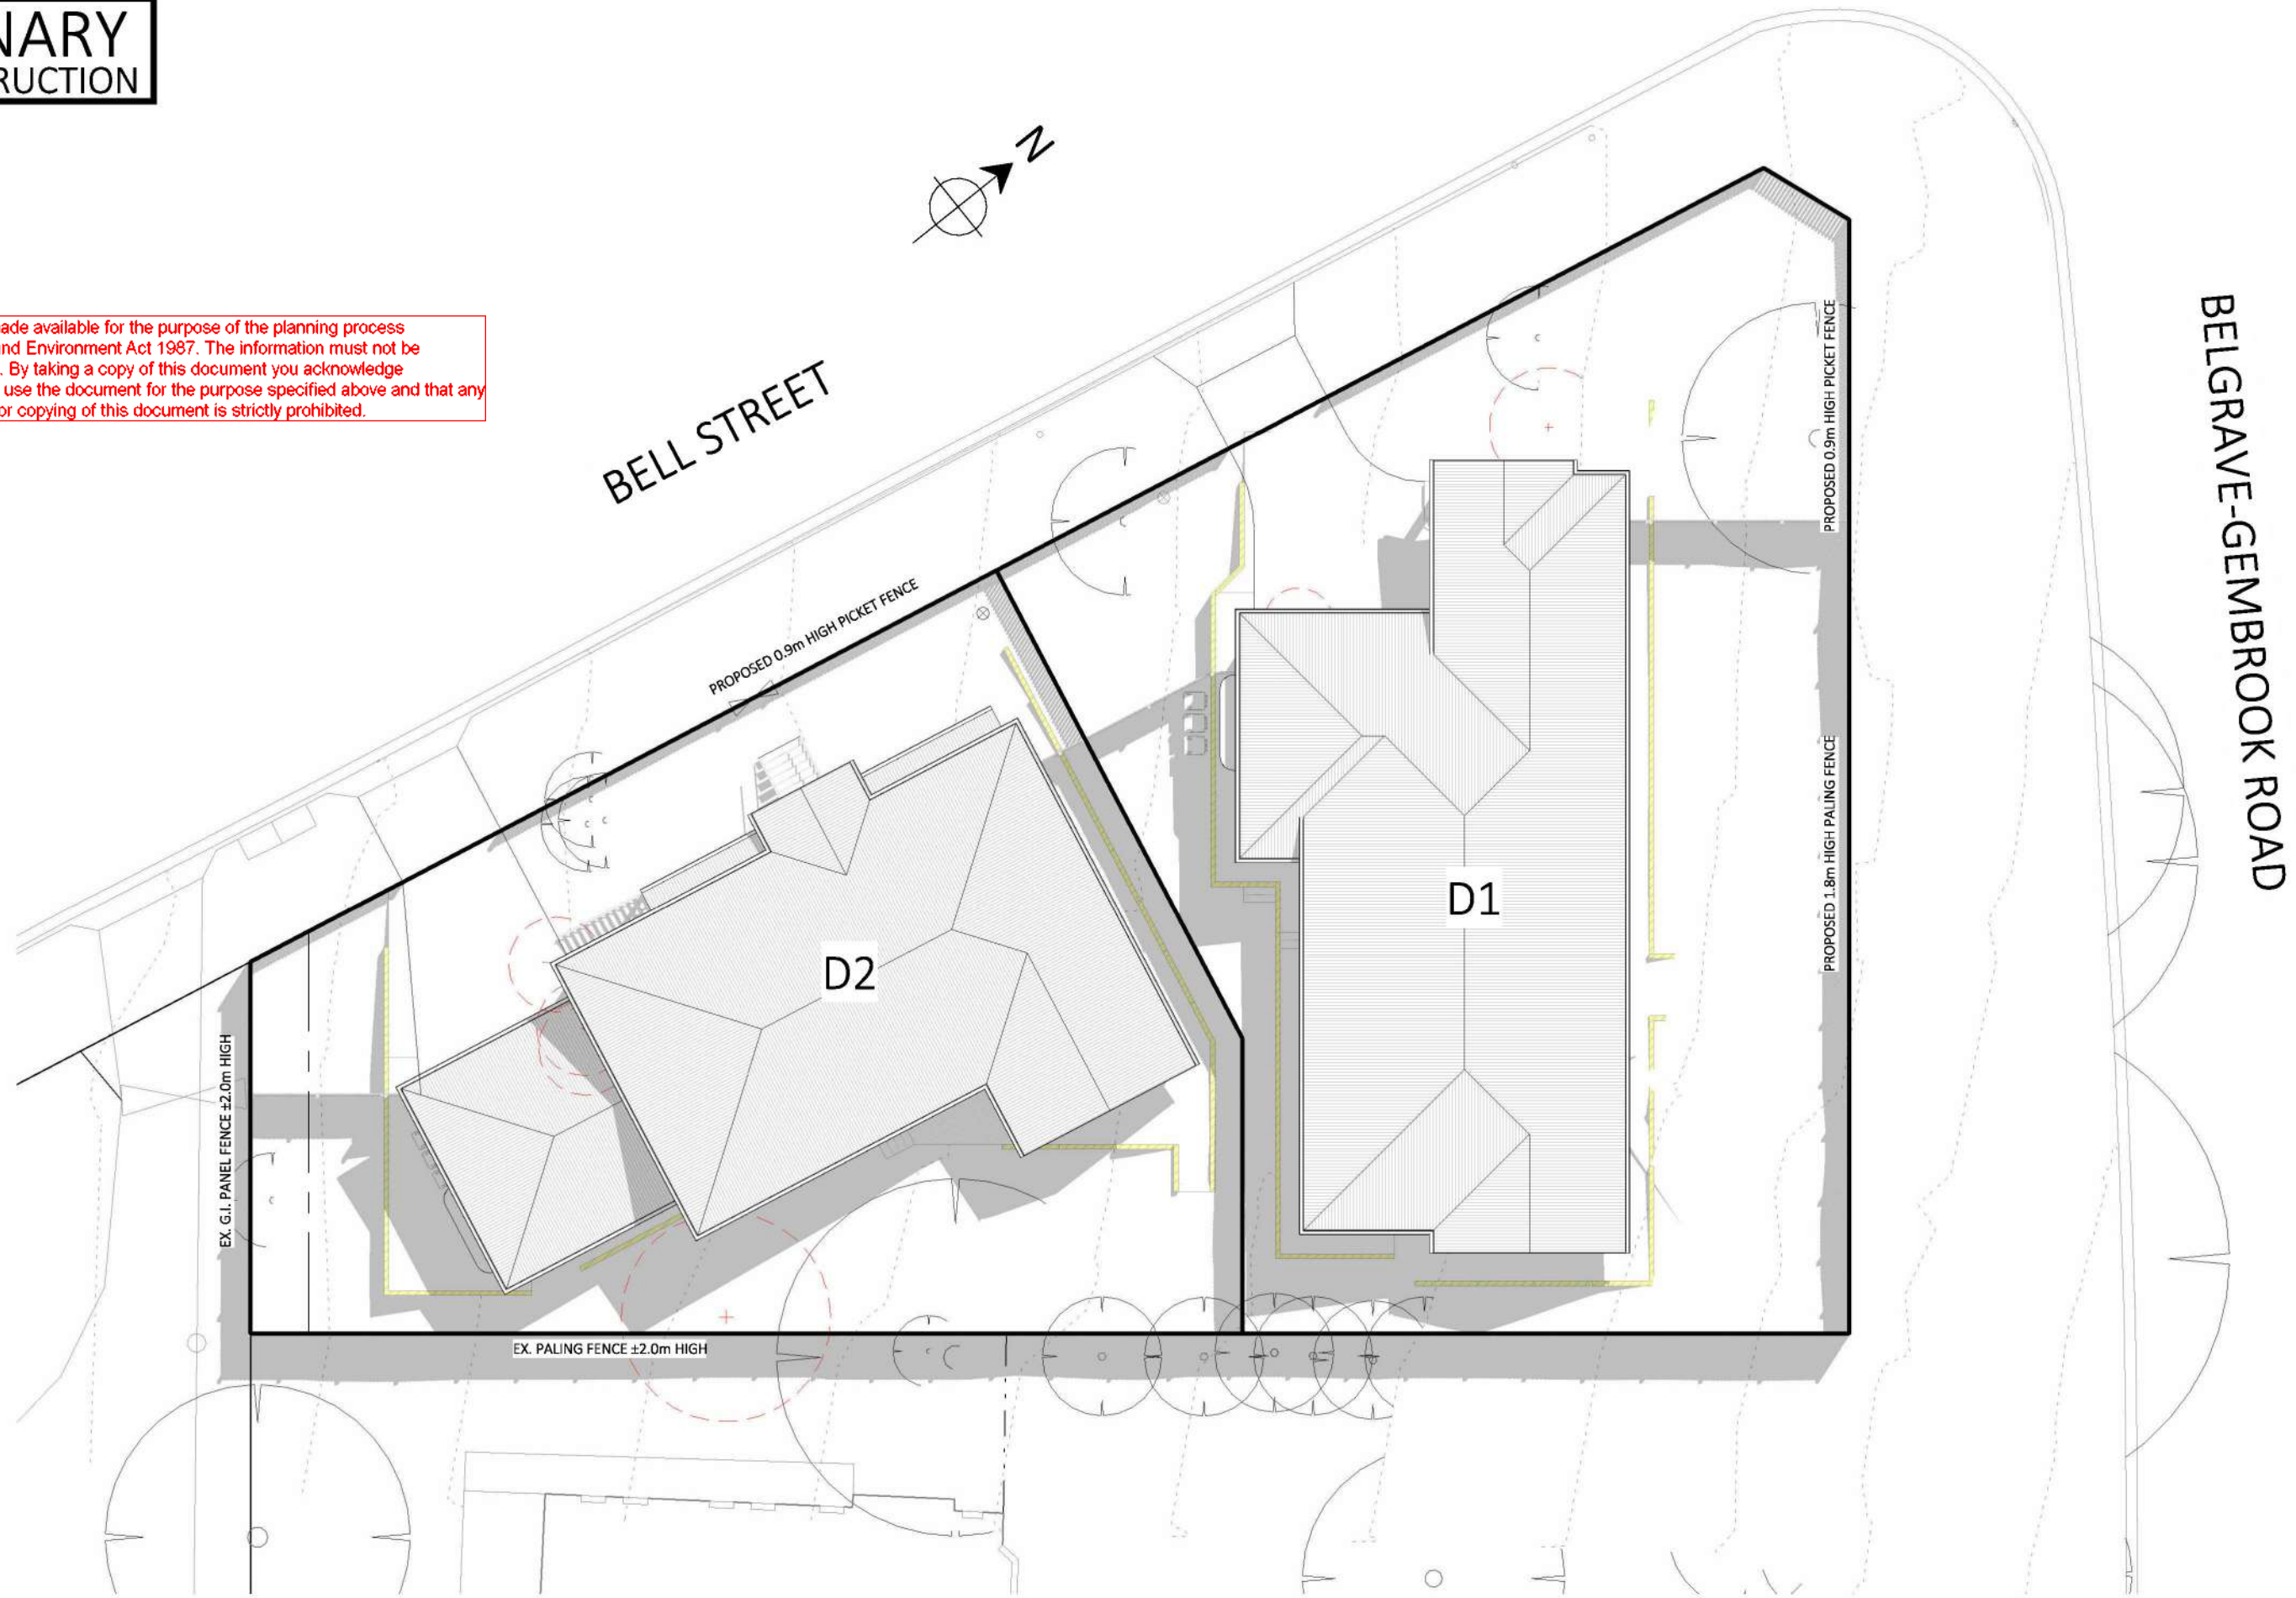 NARY
RUCTION
ade available for the purpose of the planning process
nd Environment Act 1987. The information must not be
. By taking a copy of this document you acknowledge
use the document for the purpose specified above and that any
or copying of this document is strictly prohibited.
N
BELL STREET
BELGRAVE-GEMBROOK ROAD
PROPOSED 0.9m HIGH PICKET FENCE
PROPOSED 0.9m HIGH PICKET FENCE
PROPOSED 1.8m HIGH PALING FENCE
D1
D2
EX. G.I. PANEL FENCE ±2.0m HIGH
EX. PALING FENCE ±2.0m HIGH